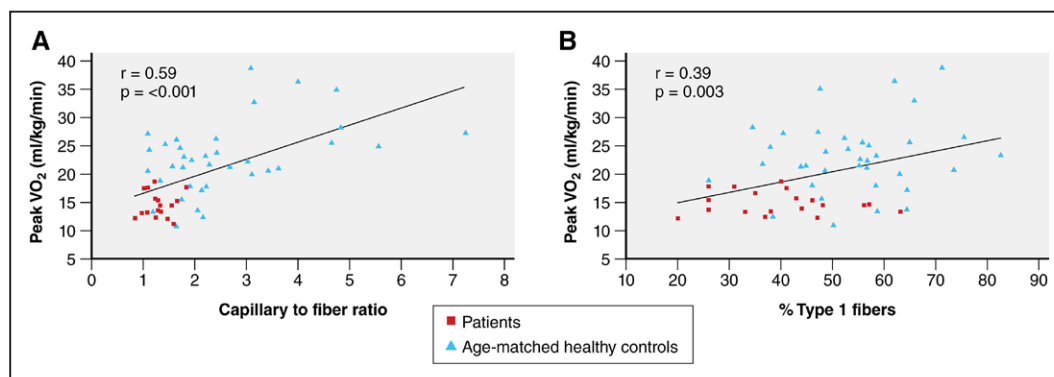 A
r = 0.59
p = <0.001
Peak VO₂ (ml/kg/min)
40
35
30
25
20
15
10
5
0 1 2 3 4 5 6 7 8
Capillary to fiber ratio
B
r = 0.39
p = 0.003
Peak VO₂ (ml/kg/min)
40
35
30
25
20
15
10
5
10 20 30 40 50 60 70 80 90
% Type 1 fibers
Patients
Age-matched healthy controls